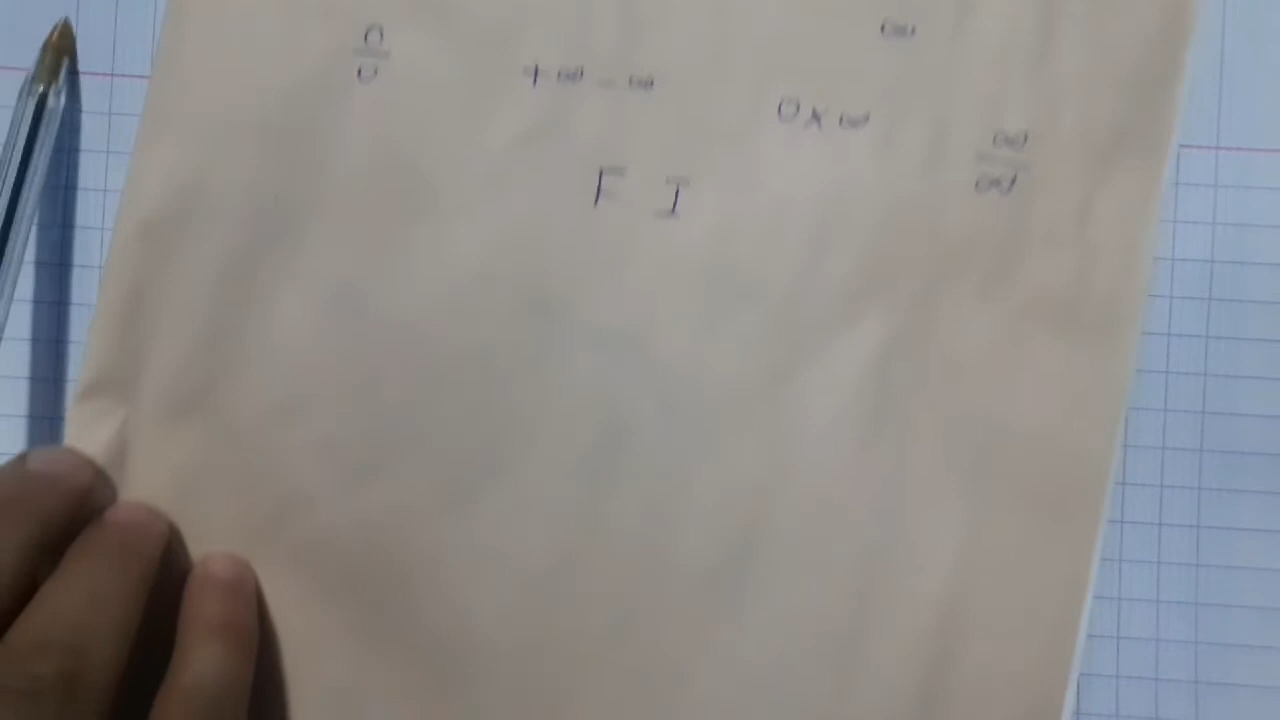 0/0
+∞ - ∞
0 x ∞
∞
∞/∞
F I